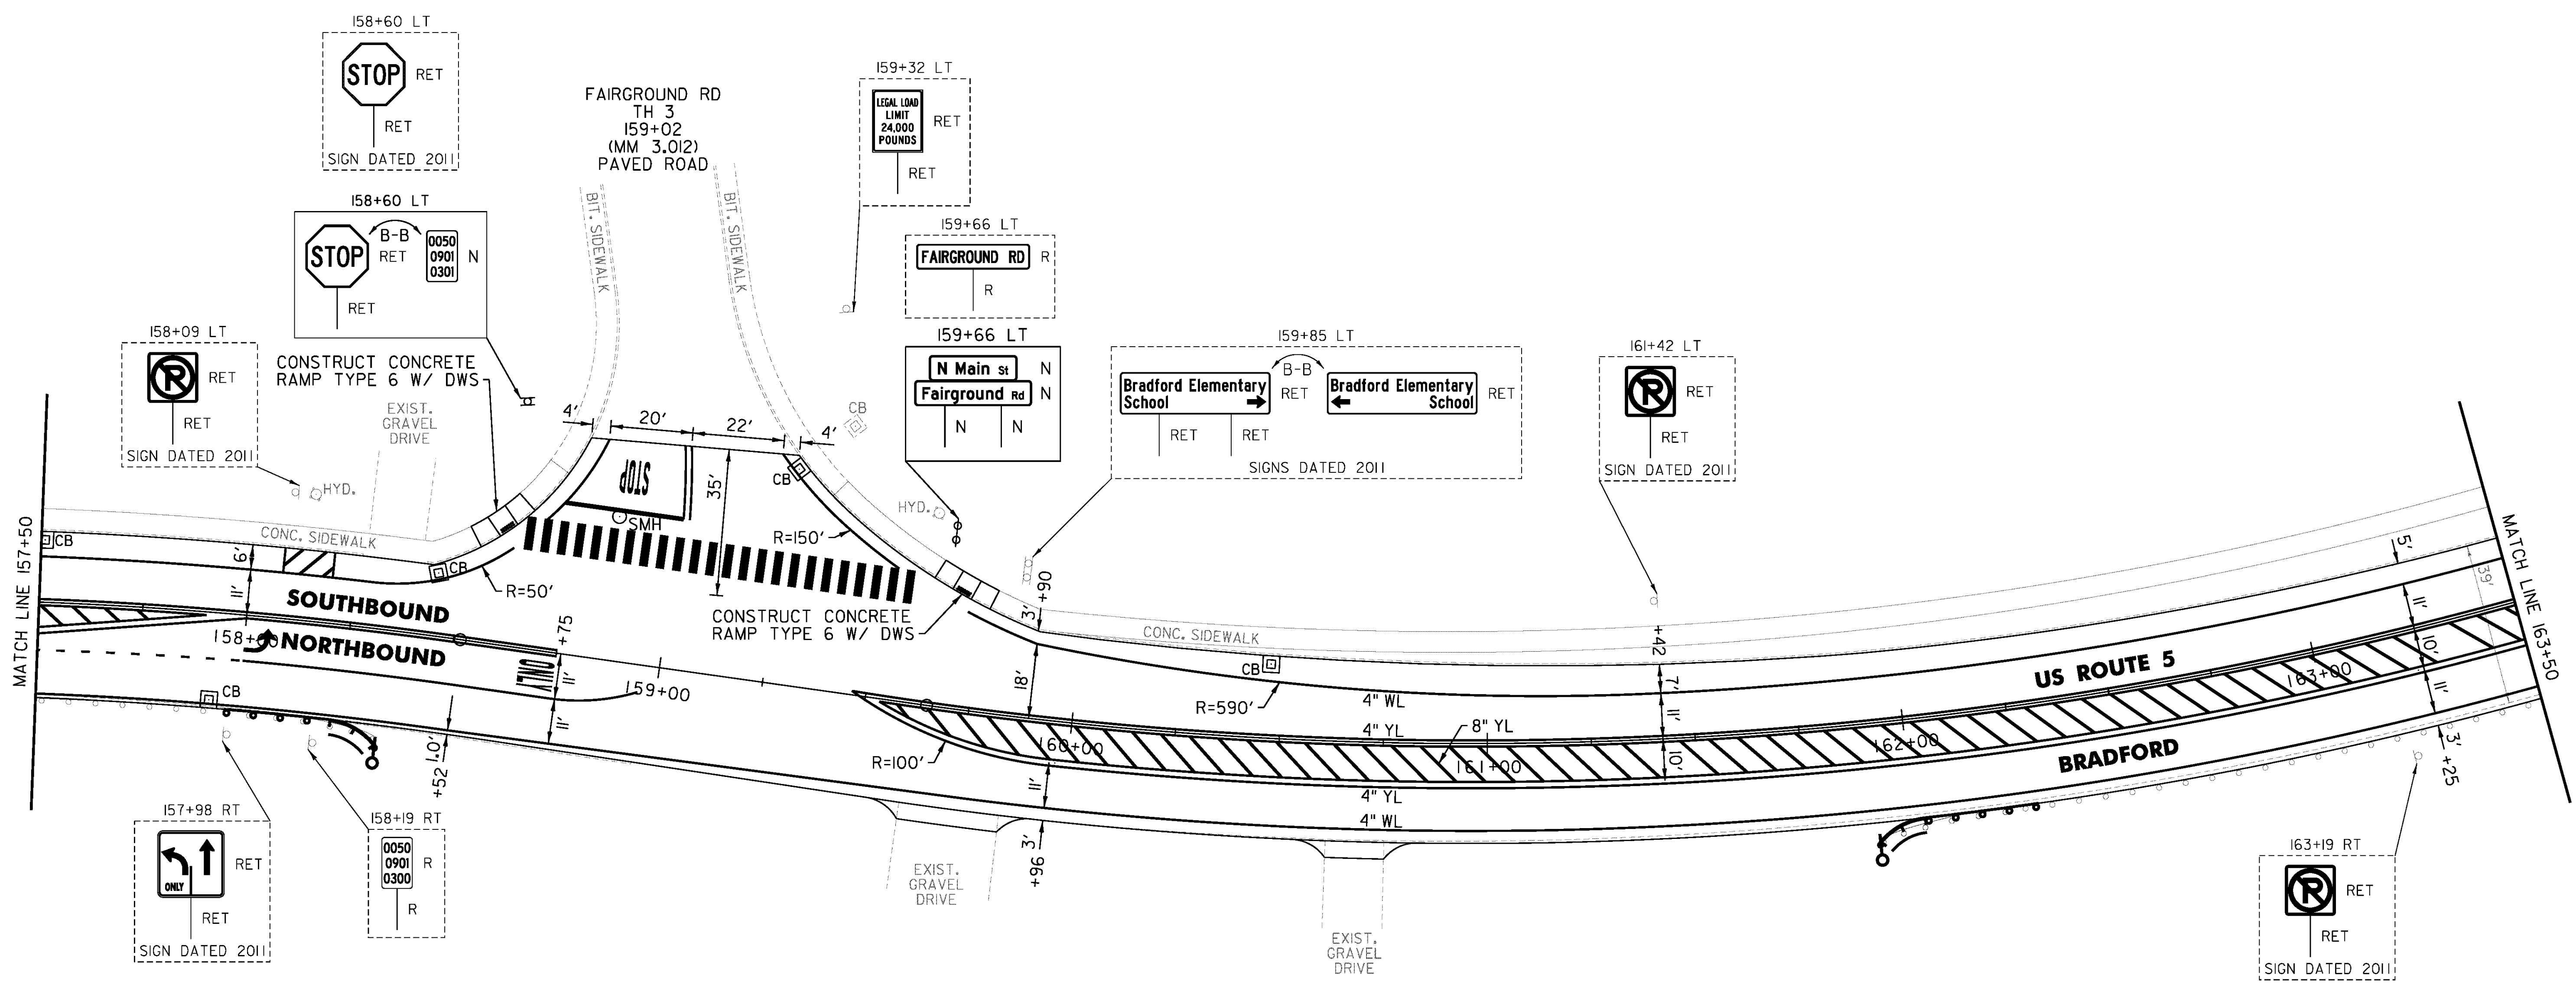 158+60 LT
STOP
RET
RET
SIGN DATED 2011
158+60 LT
STOP
B-B
RET
0050
0901
0301
N
RET
158+09 LT
RET
RET
SIGN DATED 2011
CONSTRUCT CONCRETE
RAMP TYPE 6 W/ DWS
EXIST.
GRAVEL
DRIVE
HYD.
FAIRGROUND RD
TH 3
159+02
(MM 3.012)
PAVED ROAD
BIT. SIDEWALK
BIT. SIDEWALK
159+32 LT
LEGAL LOAD
LIMIT
24,000
POUNDS
RET
RET
159+66 LT
FAIRGROUND RD
R
R
159+66 LT
N Main St
N
Fairground Rd
N
N
N
159+85 LT
Bradford Elementary
School
B-B
RET
Bradford Elementary
School
RET
RET
RET
SIGNS DATED 2011
161+42 LT
RET
RET
SIGN DATED 2011
4'
20'
22'
4'
CB
CB
STOP
35'
SMH
R=150'
HYD.
CONSTRUCT CONCRETE
RAMP TYPE 6 W/ DWS
MATCH LINE 157+50
CB
CONC. SIDEWALK
6'
11'
CB
R=50'
SOUTHBOUND
158+00
NORTHBOUND
ONLY
+75
11'
11'
159+00
CB
+52
1.0'
3'
+90
18'
CONC. SIDEWALK
CB
R=590'
R=100'
160+00
11'
3'
+96
4" WL
4" YL
8" YL
161+00
4" YL
4" WL
+42
7'
11'
10'
162+00
US ROUTE 5
BRADFORD
163+00
5'
11'
10'
11'
3'
+25
39'
MATCH LINE 163+50
EXIST.
GRAVEL
DRIVE
EXIST.
GRAVEL
DRIVE
157+98 RT
ONLY
RET
RET
SIGN DATED 2011
158+19 RT
0050
0901
0300
R
R
163+19 RT
RET
RET
SIGN DATED 2011